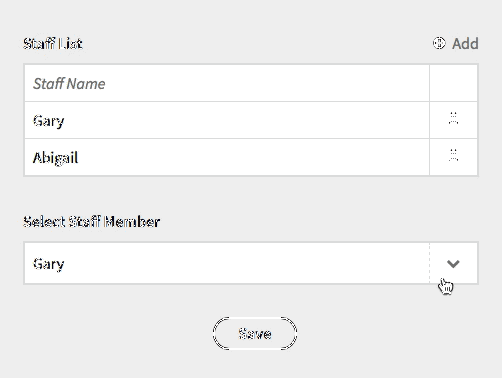 Staff List
Add
Staff Name
Gary
Abigail
Select Staff Member
Gary
Save